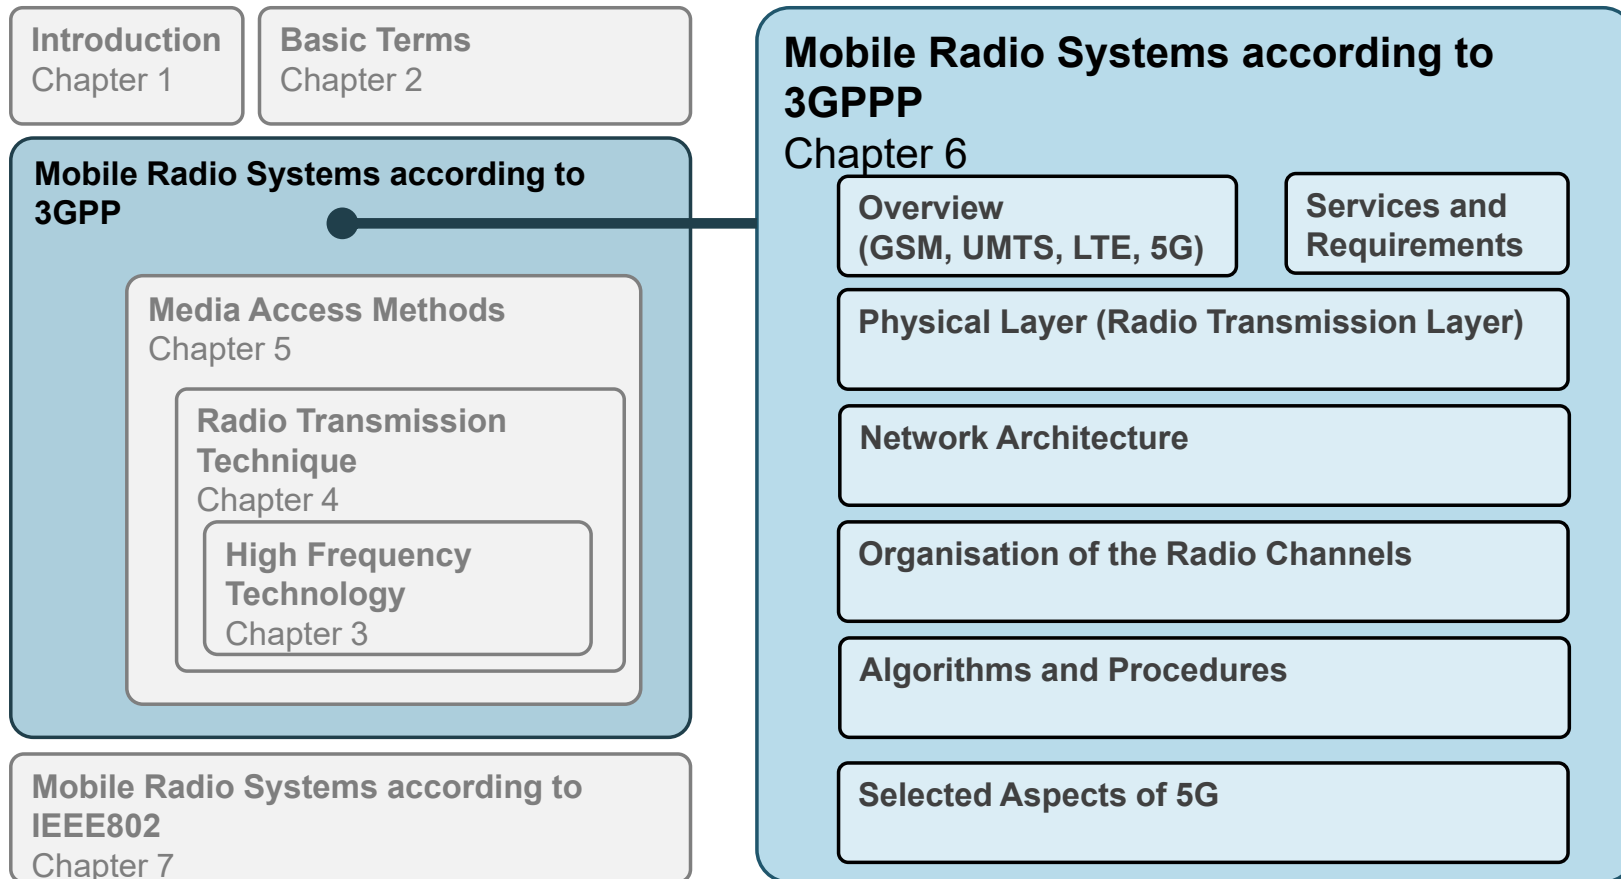 Introduction
Chapter 1
Basic Terms
Chapter 2
Mobile Radio Systems according to
3GPP
Media Access Methods
Chapter 5
Radio Transmission
Technique
Chapter 4
High Frequency
Technology
Chapter 3
Mobile Radio Systems according to
IEEE802
Chapter 7
Mobile Radio Systems according to
3GPPP
Chapter 6
Overview
(GSM, UMTS, LTE, 5G)
Services and
Requirements
Physical Layer (Radio Transmission Layer)
Network Architecture
Organisation of the Radio Channels
Algorithms and Procedures
Selected Aspects of 5G